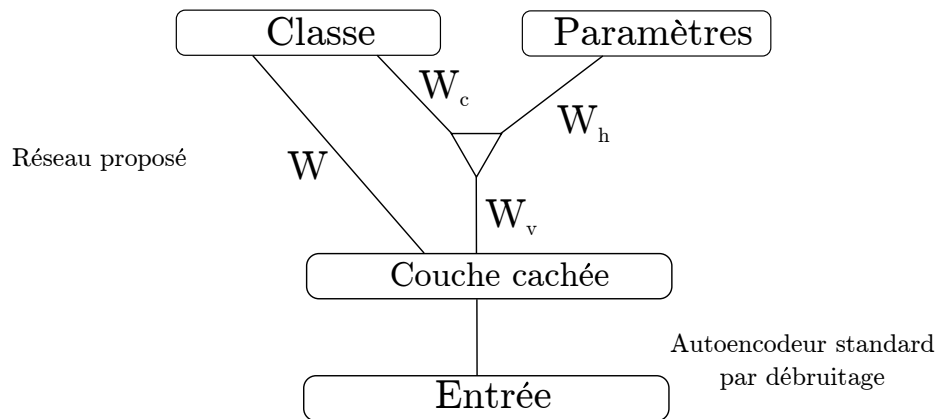 Classe
Paramètres
W_c
W_h
Réseau proposé
W
W_v
Couche cachée
Autoencodeur standard
par débruitage
Entrée